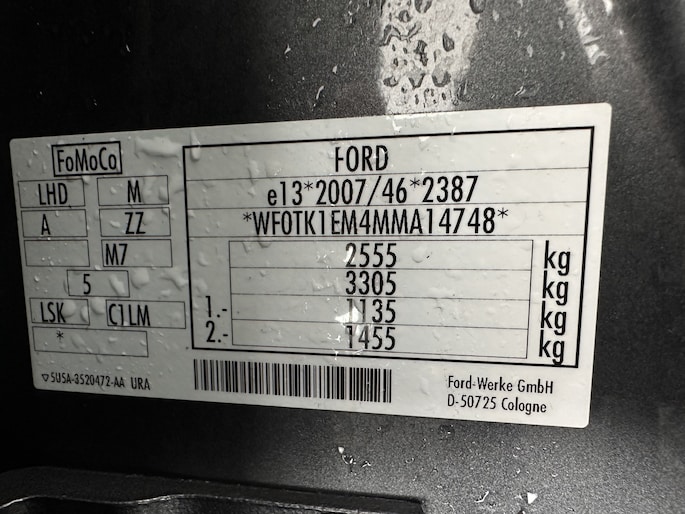 FoMoCo
LHD M
A ZZ
M7
5
LSK C1LM
*
▽5USA-3520472-AA URA
FORD
e13*2007/46*2387
*WF0TK1EM4MMA14748*
2555 kg
3305 kg
1.- 1135 kg
2.- 1455 kg
Ford-Werke GmbH
D-50725 Cologne